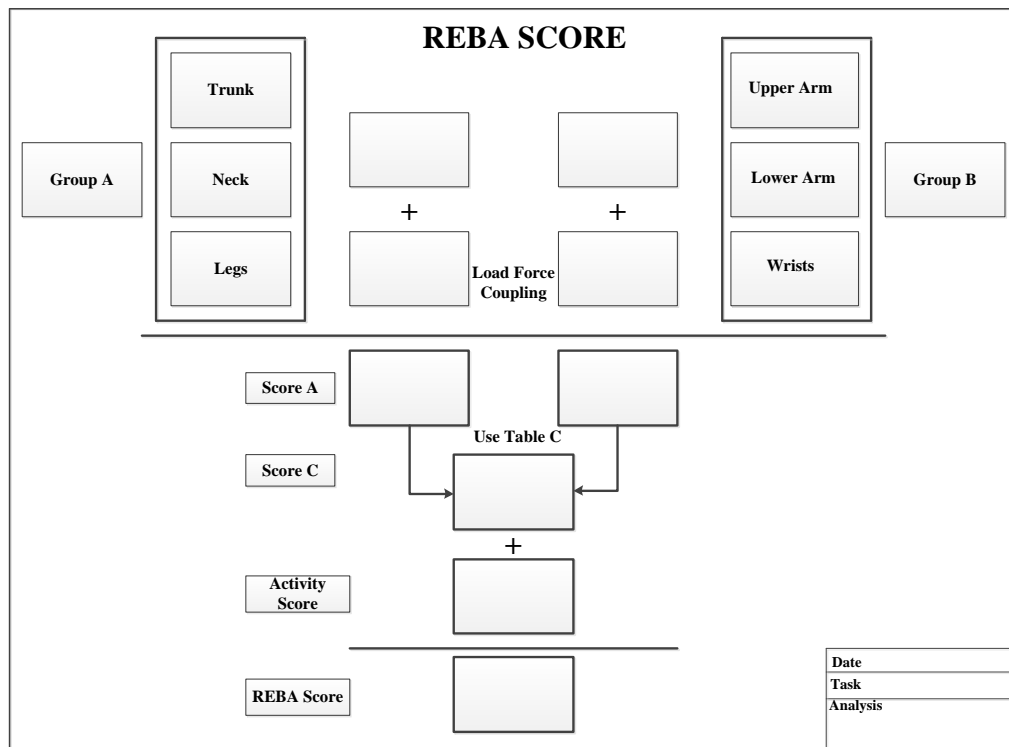 REBA SCORE
Trunk
Upper Arm
Group A
Neck
Lower Arm
Group B
+
+
Legs
Load Force
Coupling
Wrists
Score A
Use Table C
Score C
+
Activity
Score
REBA Score
Date
Task
Analysis